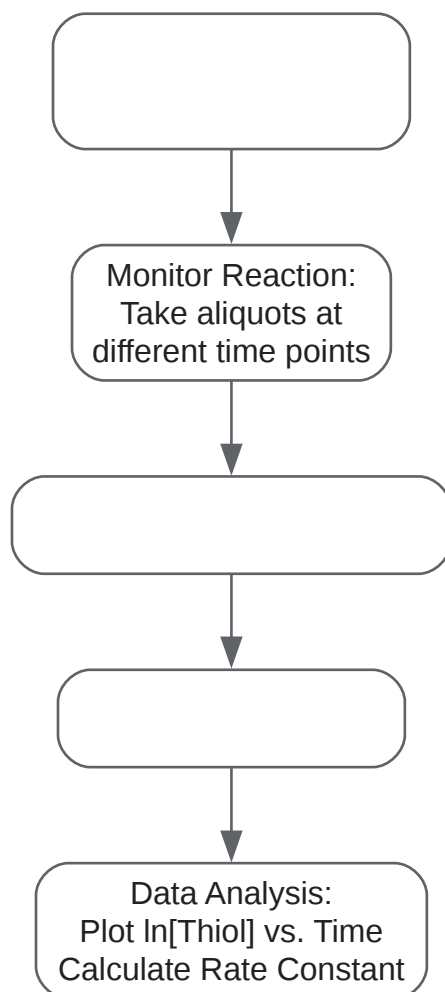 Monitor Reaction:
Take aliquots at
different time points
Data Analysis:
Plot ln[Thiol] vs. Time
Calculate Rate Constant